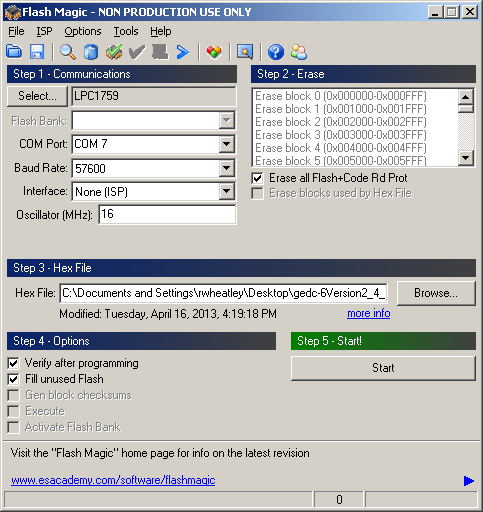 Flash Magic - NON PRODUCTION USE ONLY
File ISP Options Tools Help
Step 1 - Communications
Select... LPC1759
Flash Bank:
COM Port: COM 7
Baud Rate: 57600
Interface: None (ISP)
Oscillator (MHz): 16
Step 2 - Erase
Erase block 0 (0x000000-0x000FFF)
Erase block 1 (0x001000-0x001FFF)
Erase block 2 (0x002000-0x002FFF)
Erase block 3 (0x003000-0x003FFF)
Erase block 4 (0x004000-0x004FFF)
Erase block 5 (0x005000-0x005FFF)
Erase all Flash+Code Rd Prot
Erase blocks used by Hex File
Step 3 - Hex File
Hex File: C:\Documents and Settings\rwheatley\Desktop\gedc-6Version2_4_ Browse...
Modified: Tuesday, April 16, 2013, 4:19:18 PM more info
Step 4 - Options
Verify after programming
Fill unused Flash
Gen block checksums
Execute
Activate Flash Bank
Step 5 - Start!
Start
Visit the "Flash Magic" home page for info on the latest revision
www.esacademy.com/software/flashmagic
0